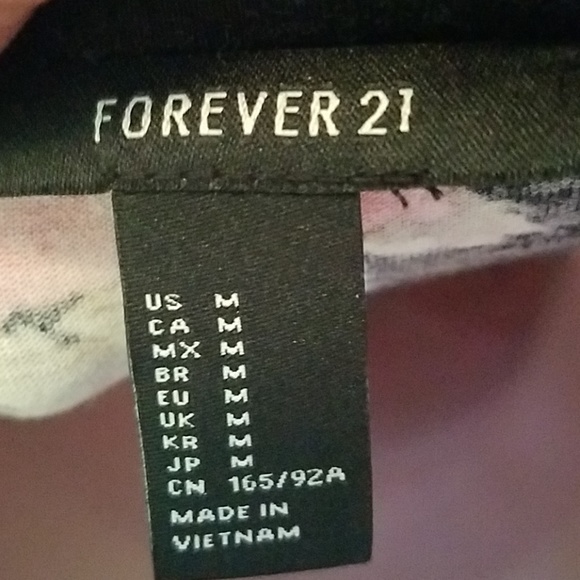 FOREVER 21
US M
CA M
MX M
BR M
EU M
UK M
KR M
JP M
CN 165/92A
MADE IN
VIETNAM